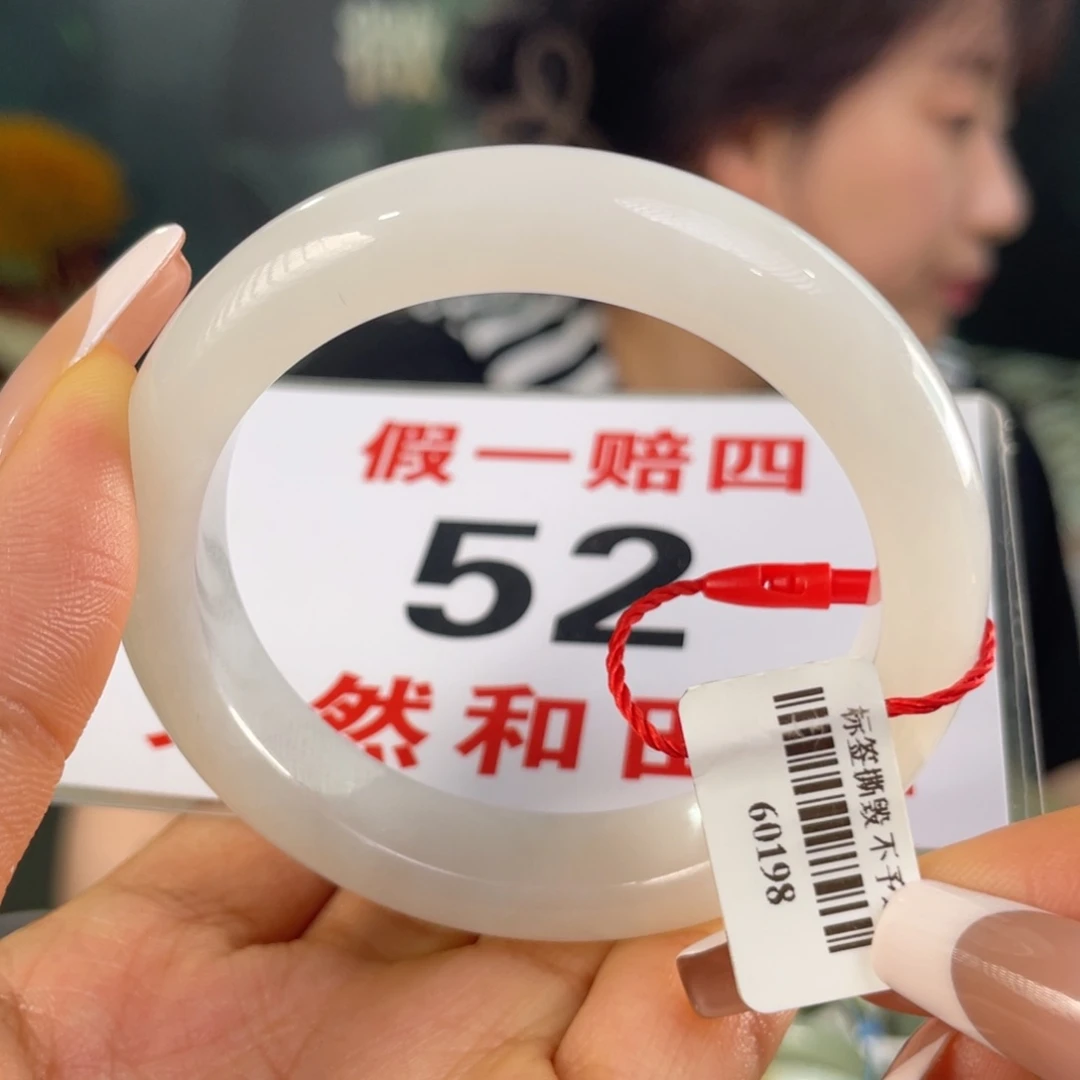 假一赔四
52
然和田
标签撕毁 不予
60198